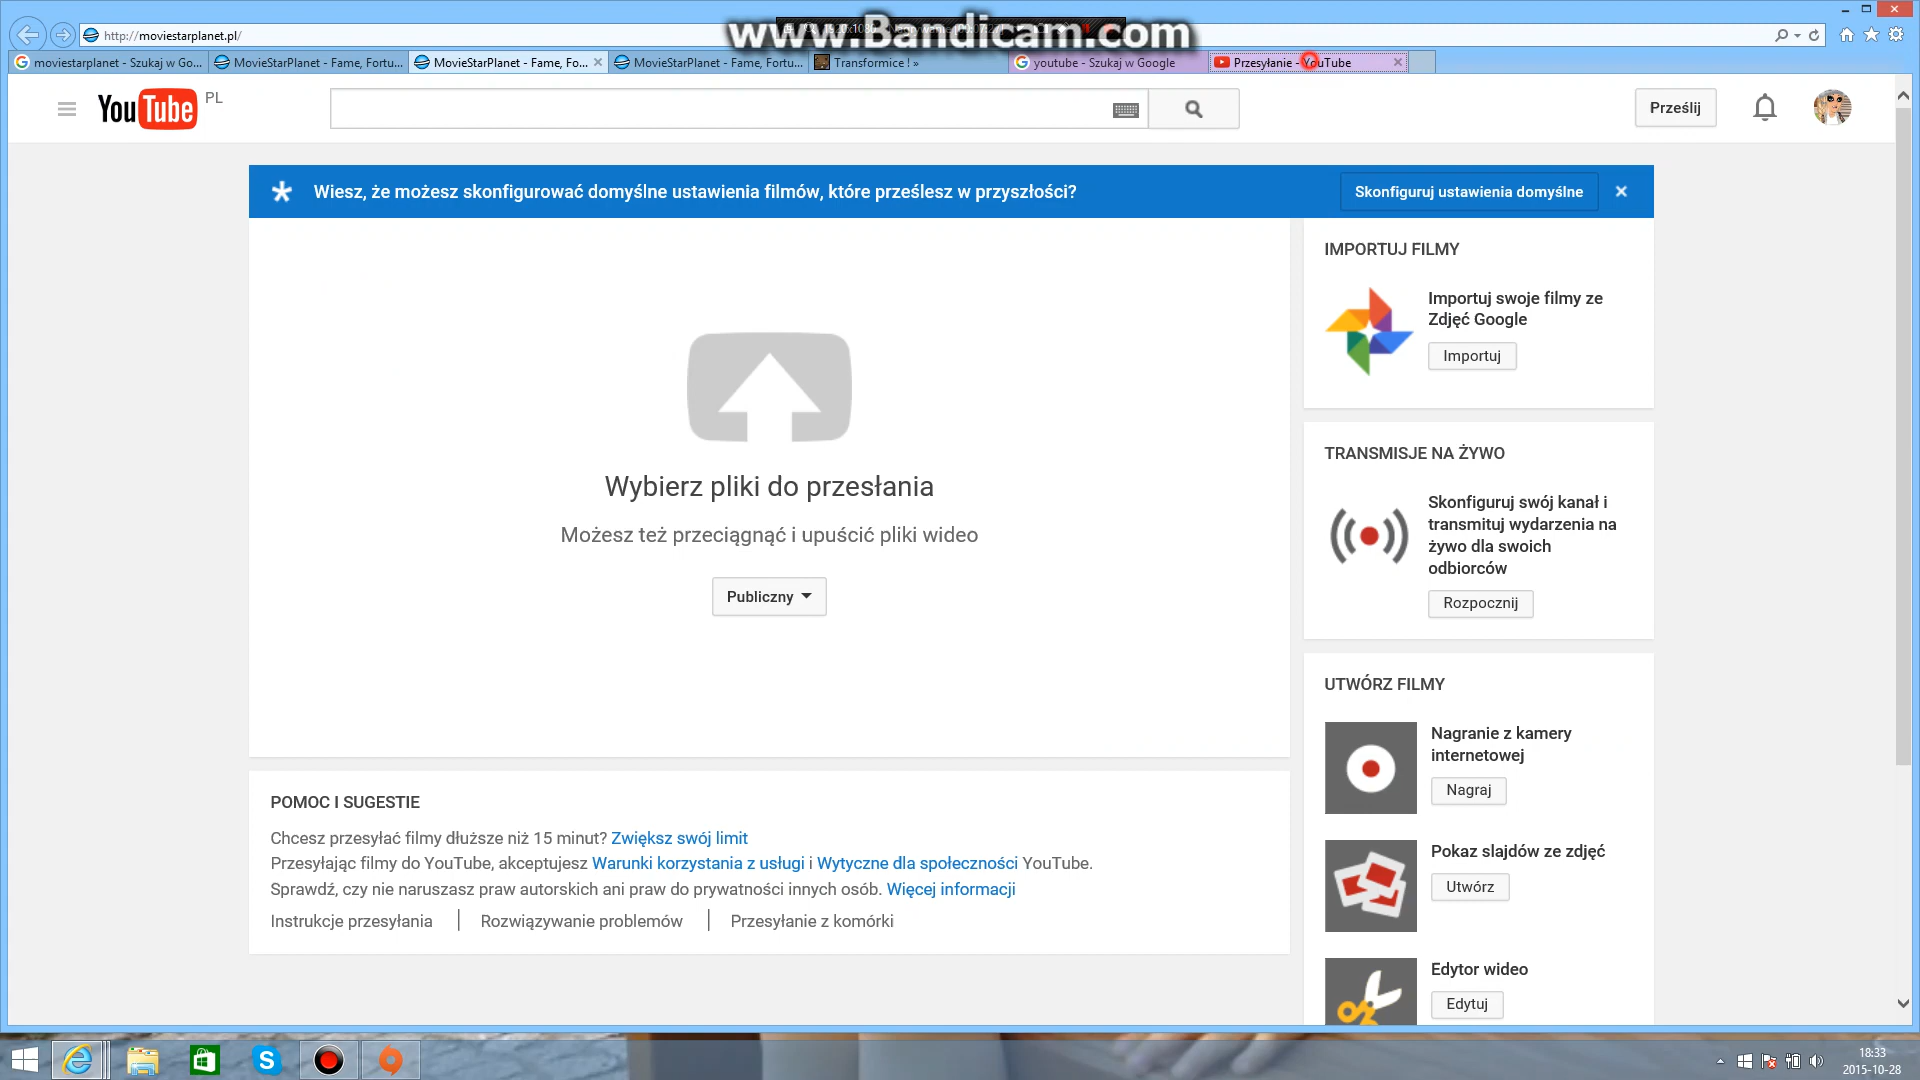 www.Bandicam.com
http://moviestarplanet.pl/
moviestarplanet - Szukaj w Go...
MovieStarPlanet - Fame, Fortu...
MovieStarPlanet - Fame, Fo...
MovieStarPlanet - Fame, Fortu...
Transformice ! »
youtube - Szukaj w Google
Przesyłanie - YouTube
YouTube PL
Prześlij
Wiesz, że możesz skonfigurować domyślne ustawienia filmów, które prześlesz w przyszłości?
Skonfiguruj ustawienia domyślne
Wybierz pliki do przesłania
Możesz też przeciągnąć i upuścić pliki wideo
Publiczny
IMPORTUJ FILMY
Importuj swoje filmy ze
Zdjęć Google
Importuj
TRANSMISJE NA ŻYWO
Skonfiguruj swój kanał i
transmituj wydarzenia na
żywo dla swoich
odbiorców
Rozpocznij
UTWÓRZ FILMY
Nagranie z kamery
internetowej
Nagraj
Pokaz slajdów ze zdjęć
Utwórz
Edytor wideo
Edytuj
POMOC I SUGESTIE
Chcesz przesyłać filmy dłuższe niż 15 minut? Zwiększ swój limit
Przesyłając filmy do YouTube, akceptujesz Warunki korzystania z usługi i Wytyczne dla społeczności YouTube.
Sprawdź, czy nie naruszasz praw autorskich ani praw do prywatności innych osób. Więcej informacji
Instrukcje przesyłania | Rozwiązywanie problemów | Przesyłanie z komórki
18:33
2015-10-28